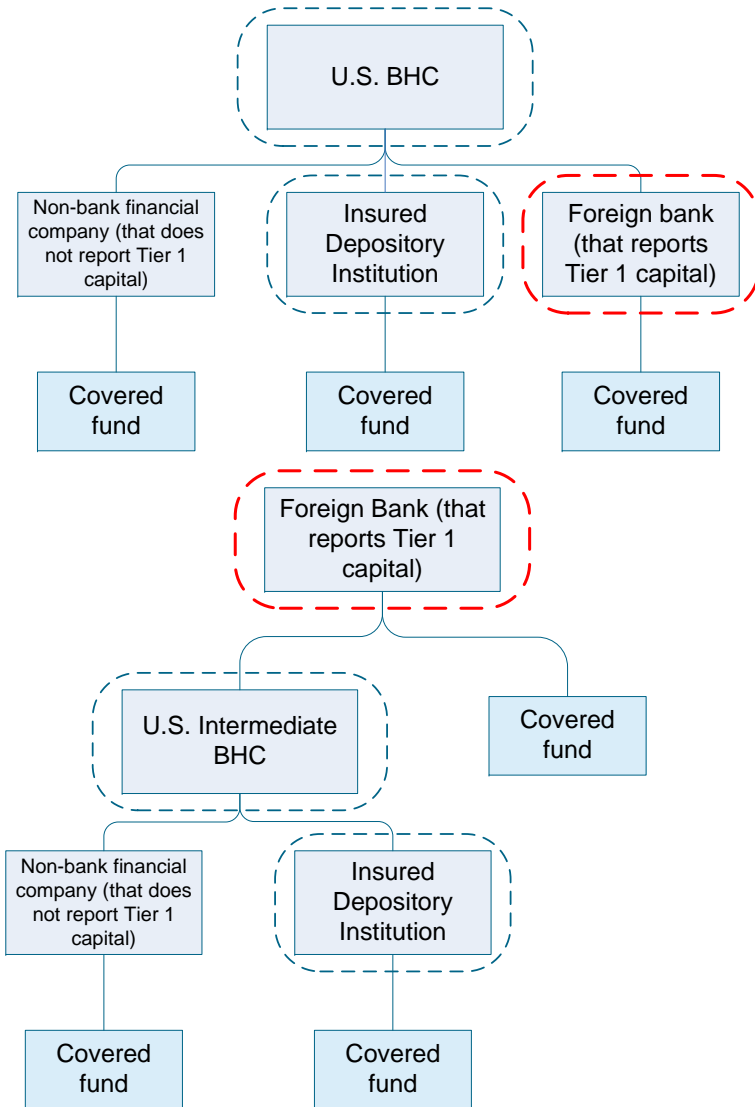 U.S. BHC
Non-bank financial
company (that does
not report Tier 1
capital)
Insured
Depository
Institution
Foreign bank
(that reports
Tier 1 capital)
Covered
fund
Covered
fund
Covered
fund
Foreign Bank (that
reports Tier 1
capital)
U.S. Intermediate
BHC
Covered
fund
Non-bank financial
company (that does
not report Tier 1
capital)
Insured
Depository
Institution
Covered
fund
Covered
fund